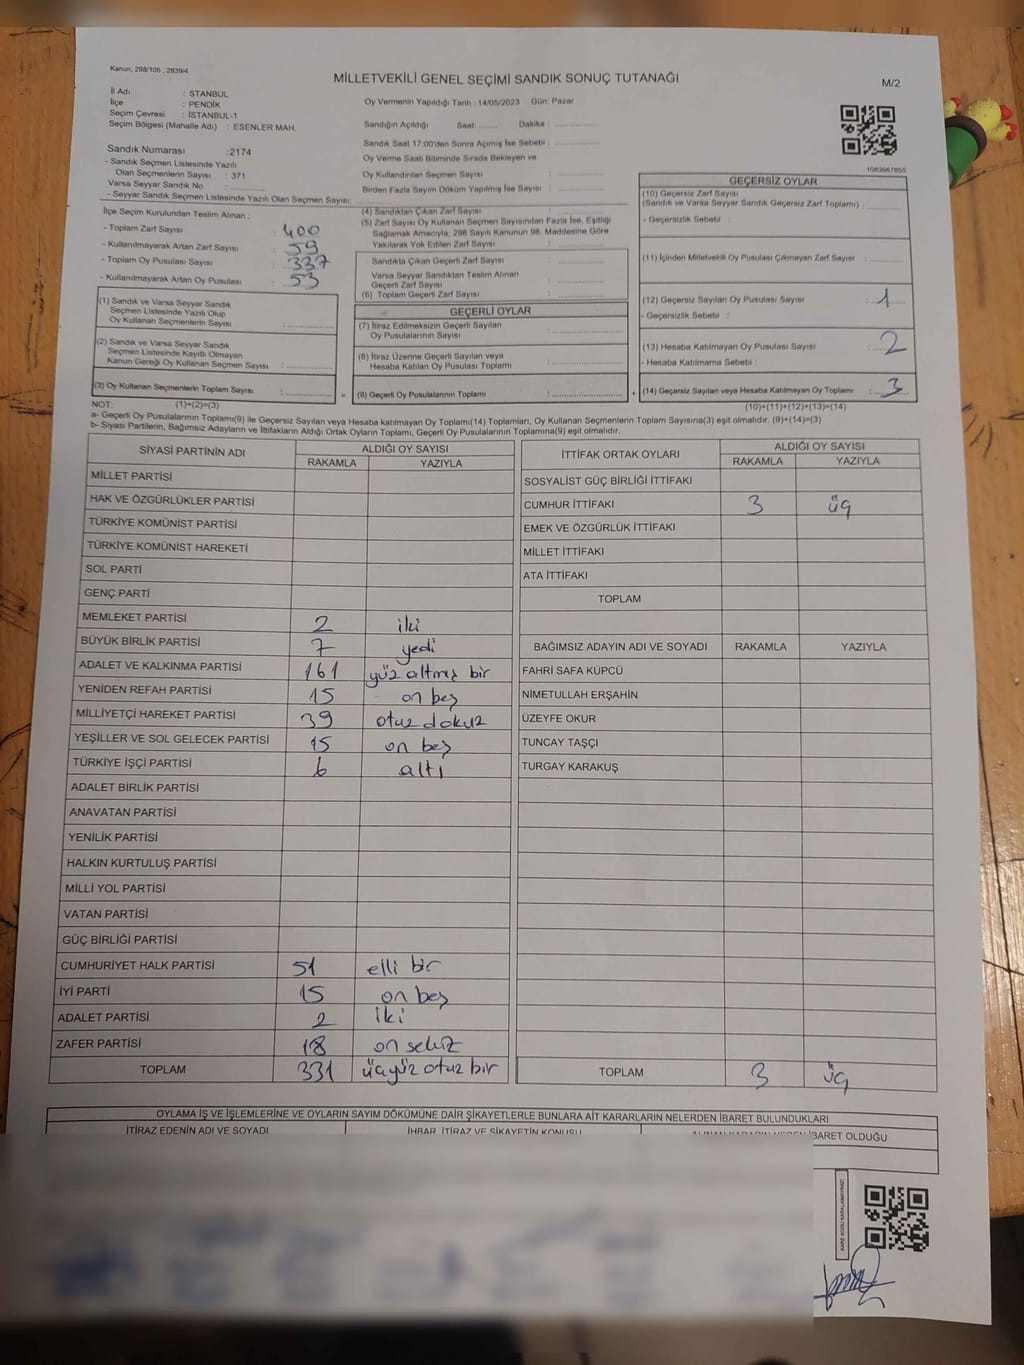 Kanun; 298/105 , 2839/4
MİLLETVEKİLİ GENEL SEÇİMİ SANDIK SONUÇ TUTANAĞI
M/2
İl Adı : STANBUL
İlçe : PENDİK
Seçim Çevresi : İSTANBUL-1
Seçim Bölgesi (Mahalle Adı) : ESENLER MAH.
Oy Vermenin Yapıldığı Tarih : 14/05/2023 Gün: Pazar
Sandığın Açıldığı Saat: ........ Dakika : ....................
Sandık Saat 17:00'den Sonra Açımış İse Sebebi : ....................
Oy Verme Saati Bitiminde Sırada Bekleyen ve
Oy Kullandırılan Seçmen Sayısı : ....................
Birden Fazla Sayım Döküm Yapılmış İse Sayısı : ....................
1083667850
Sandık Numarası :2174
- Sandık Seçmen Listesinde Yazılı
Olan Seçmenlerin Sayısı : 371
Varsa Seyyar Sandık No : ....................
- Seyyar Sandık Seçmen Listesinde Yazılı Olan Seçmen Sayısı: ....................
İlçe Seçim Kurulundan Teslim Alınan ;
- Toplam Zarf Sayısı : 400
- Kullanılmayarak Artan Zarf Sayısı : 59
- Toplam Oy Pusulası Sayısı : 337
- Kullanılmayarak Artan Oy Pusulası : 53
(1) Sandık ve Varsa Seyyar Sandık
Seçmen Listesinde Yazılı Olup
Oy Kullanan Seçmenlerin Sayısı : ....................
(2) Sandık ve Varsa Seyyar Sandık
Seçmen Listesinde Kayıtlı Olmayan
Kanun Gereği Oy Kullanan Seçmen Sayısı : ....................
(3) Oy Kullanan Seçmenlerin Toplam Sayısı : ....................
(4) Sandıktan Çıkan Zarf Sayısı : ....................
(5) Zarf Sayısı Oy Kullanan Seçmen Sayısından Fazla İse, Eşitliği
Sağlamak Amacıyla, 298 Sayılı Kanunun 98. Maddesine Göre
Yakılarak Yok Edilen Zarf Sayısı : ....................
Sandıkta Çıkan Geçerli Zarf Sayısı : ....................
Varsa Seyyar Sandıktan Teslim Alınan
Geçerli Zarf Sayısı : ....................
(6) Toplam Geçerli Zarf Sayısı : ....................
GEÇERLİ OYLAR
(7) İtiraz Edilmeksizin Geçerli Sayılan
Oy Pusulalarının Sayısı : ....................
(8) İtiraz Üzerine Geçerli Sayılan veya
Hesaba Katılan Oy Pusulası Toplamı : ....................
= (9) Geçerli Oy Pusulalarının Toplamı : ....................
GEÇERSİZ OYLAR
(10) Geçersiz Zarf Sayısı
(Sandık ve Varsa Seyyar Sandık Geçersiz Zarf Toplamı) : ....................
- Geçersizlik Sebebi :
(11) İçinden Milletvekili Oy Pusulası Çıkmayan Zarf Sayısı : ....................
(12) Geçersiz Sayılan Oy Pusulası Sayısı : 1
- Geçersizlik Sebebi :
(13) Hesaba Katılmayan Oy Pusulası Sayısı : 2
- Hesaba Katılmama Sebebi :
+ (14) Geçersiz Sayılan veya Hesaba Katılmayan Oy Toplamı : 3
NOT: (1)+(2)=(3) (10)+(11)+(12)+(13)=(14)
a- Geçerli Oy Pusulalarının Toplamı(9) ile Geçersiz Sayılan veya Hesaba katılmayan Oy Toplamı(14) Toplamları, Oy Kullanan Seçmenlerin Toplam Sayısına(3) eşit olmalıdır. (9)+(14)=(3)
b- Siyasi Partilerin, Bağımsız Adayların ve İttifakların Aldığı Ortak Oyların Toplamı, Geçerli Oy Pusulalarının Toplamına(9) eşit olmalıdır.
SİYASİ PARTİNİN ADI ALDIĞI OY SAYISI
RAKAMLA YAZIYLA
MİLLET PARTİSİ
HAK VE ÖZGÜRLÜKLER PARTİSİ
TÜRKİYE KOMÜNİST PARTİSİ
TÜRKİYE KOMÜNİST HAREKETİ
SOL PARTİ
GENÇ PARTİ
MEMLEKET PARTİSİ 2 iki
BÜYÜK BİRLİK PARTİSİ 7 yedi
ADALET VE KALKINMA PARTİSİ 161 yüz altmış bir
YENİDEN REFAH PARTİSİ 15 on beş
MİLLİYETÇİ HAREKET PARTİSİ 39 otuz dokuz
YEŞİLLER VE SOL GELECEK PARTİSİ 15 on beş
TÜRKİYE İŞÇİ PARTİSİ 6 altı
ADALET BİRLİK PARTİSİ
ANAVATAN PARTİSİ
YENİLİK PARTİSİ
HALKIN KURTULUŞ PARTİSİ
MİLLİ YOL PARTİSİ
VATAN PARTİSİ
GÜÇ BİRLİĞİ PARTİSİ
CUMHURİYET HALK PARTİSİ 51 elli bir
İYİ PARTİ 15 on beş
ADALET PARTİSİ 2 iki
ZAFER PARTİSİ 18 on sekiz
TOPLAM 331 üçyüz otuz bir
İTTİFAK ORTAK OYLARI ALDIĞI OY SAYISI
RAKAMLA YAZIYLA
SOSYALİST GÜÇ BİRLİĞİ İTTİFAKI
CUMHUR İTTİFAKI 3 üç
EMEK VE ÖZGÜRLÜK İTTİFAKI
MİLLET İTTİFAKI
ATA İTTİFAKI
TOPLAM
BAĞIMSIZ ADAYIN ADI VE SOYADI RAKAMLA YAZIYLA
FAHRİ SAFA KÜPCÜ
NİMETULLAH ERŞAHİN
ÜZEYFE OKUR
TUNCAY TAŞÇI
TURGAY KARAKUŞ
TOPLAM 3 üç
OYLAMA İŞ VE İŞLEMLERİNE VE OYLARIN SAYIM DÖKÜMÜNE DAİR ŞİKAYETLERLE BUNLARA AİT KARARLARIN NELERDEN İBARET BULUNDUKLARI
İTİRAZ EDENİN ADI VE SOYADI İHBAR, İTİRAZ VE ŞİKAYETİN KONUSU ALINAN KARARIN NEDEN İBARET OLDUĞU
KARE KODU KARALAMAYINIZ!